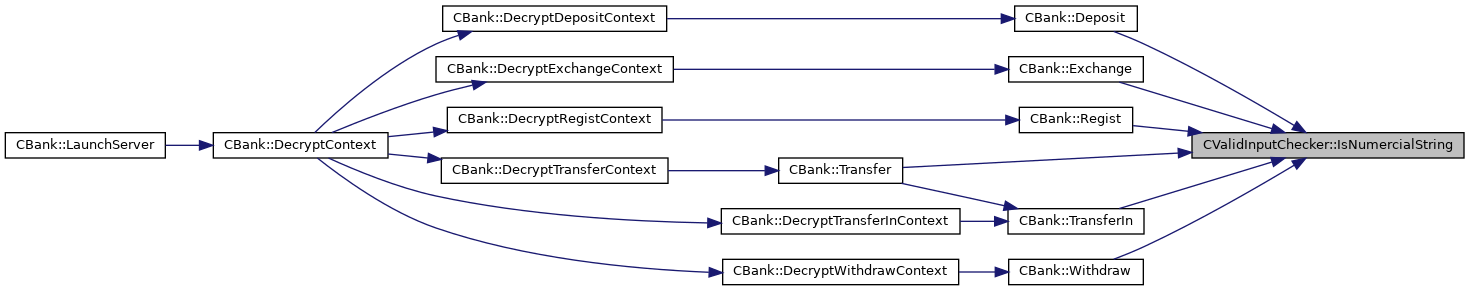 CBank::DecryptDepositContext
CBank::Deposit
CBank::DecryptExchangeContext
CBank::Exchange
CBank::DecryptRegistContext
CBank::Regist
CBank::LaunchServer
CBank::DecryptContext
CValidInputChecker::IsNumercialString
CBank::DecryptTransferContext
CBank::Transfer
CBank::DecryptTransferInContext
CBank::TransferIn
CBank::DecryptWithdrawContext
CBank::Withdraw